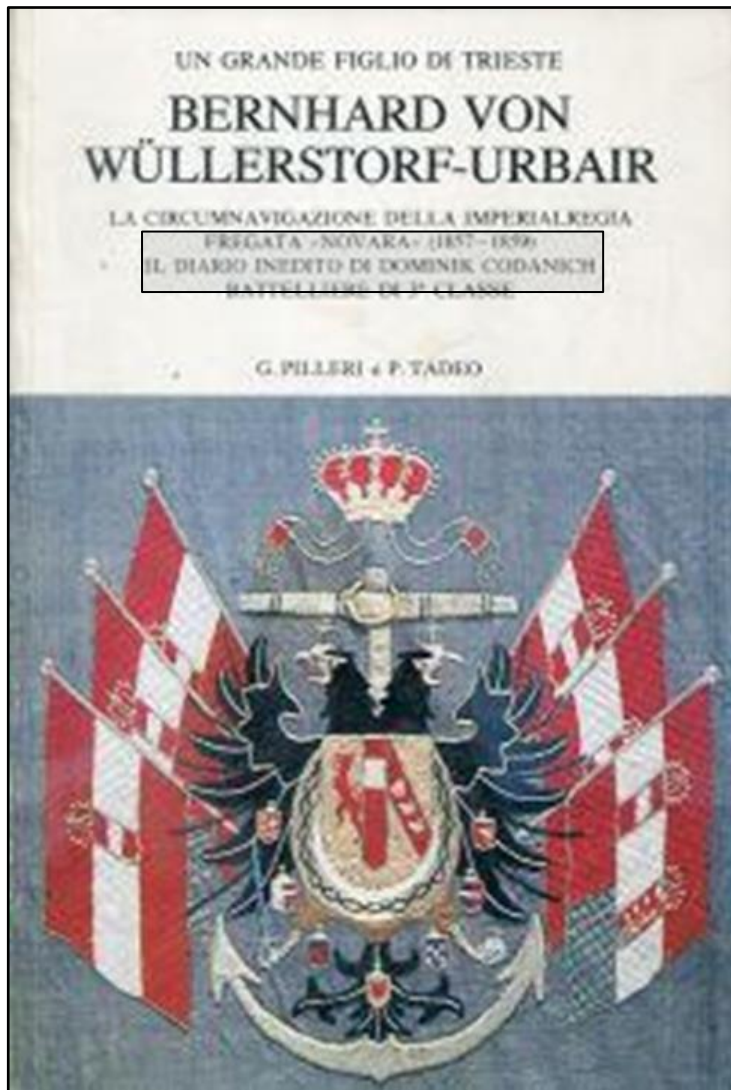 UN GRANDE FIGLIO DI TRIESTE
BERNHARD VON
WÜLLERSTORF-URBAIR
LA CIRCUMNAVIGAZIONE DELLA IMPERIALREGIA
FREGATA «NOVARA» (1857–1859)
IL DIARIO INEDITO DI DOMINIK CODANICH
BATTELLIERE DI 3ª CLASSE
G. PILLERI e P. TADEO